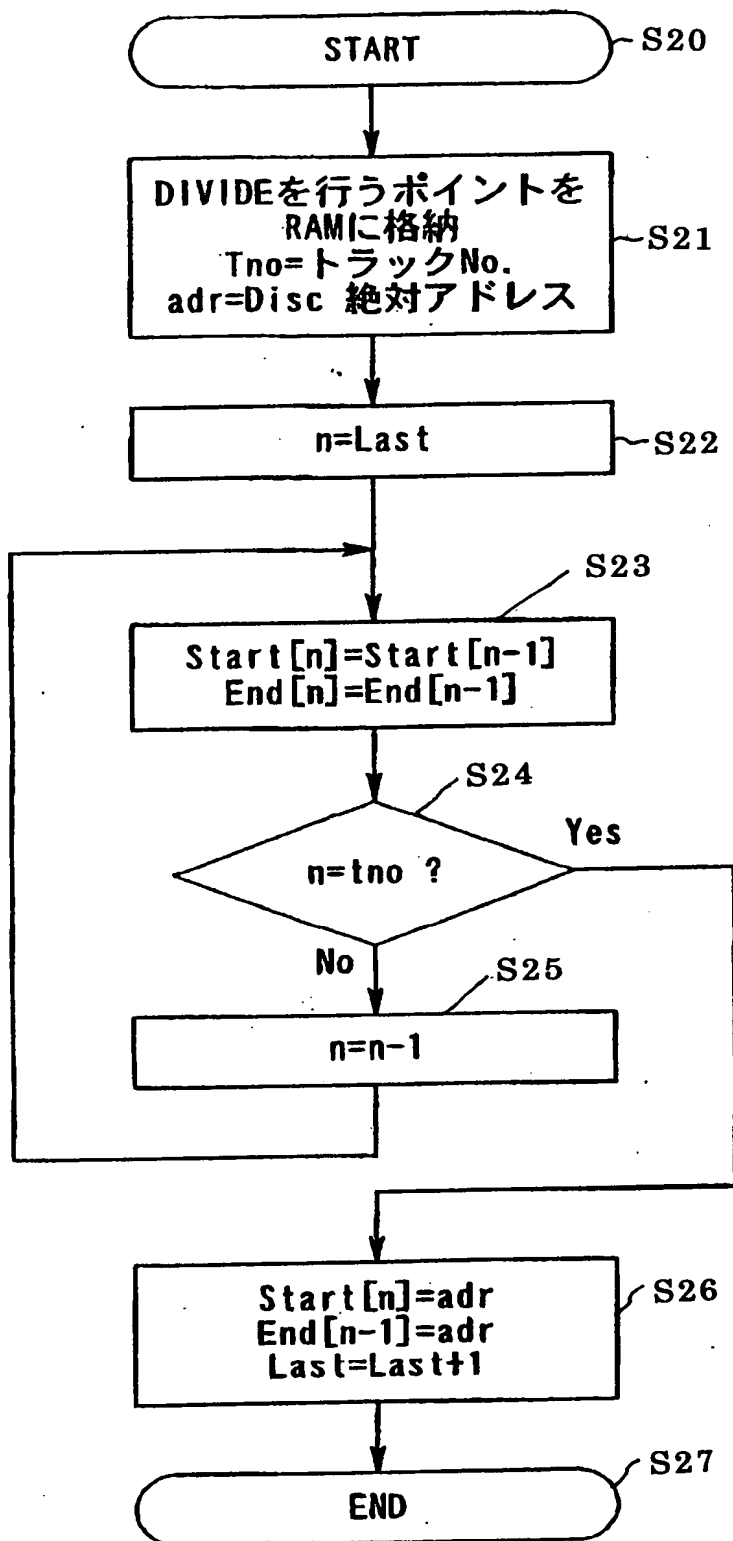 START
S20
DIVIDEを行うポイントを
RAMに格納
Tno=トラックNo.
adr=Disc 絶対アドレス
S21
n=Last
S22
S23
Start[n]=Start[n-1]
End[n]=End[n-1]
S24
n=tno ?
Yes
No
S25
n=n-1
Start[n]=adr
End[n-1]=adr
Last=Last+1
S26
S27
END